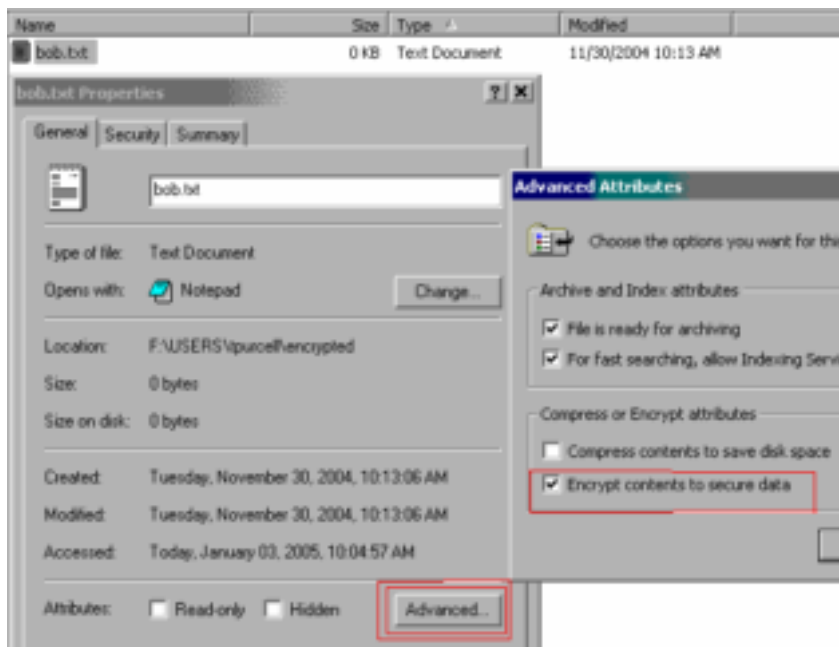 Name Size Type Modified
bob.txt 0 KB Text Document 11/30/2004 10:13 AM
bob.txt Properties
General Security Summary
bob.txt
Type of file: Text Document
Opens with: Notepad Change...
Location: F:\USERS\tpurcell\encrypted
Size: 0 bytes
Size on disk: 0 bytes
Created: Tuesday, November 30, 2004, 10:13:06 AM
Modified: Tuesday, November 30, 2004, 10:13:06 AM
Accessed: Today, January 03, 2005, 10:04:57 AM
Attributes: Read-only Hidden Advanced...
Advanced Attributes
Choose the options you want for thi
Archive and Index attributes
File is ready for archiving
For fast searching, allow Indexing Servi
Compress or Encrypt attributes
Compress contents to save disk space
Encrypt contents to secure data